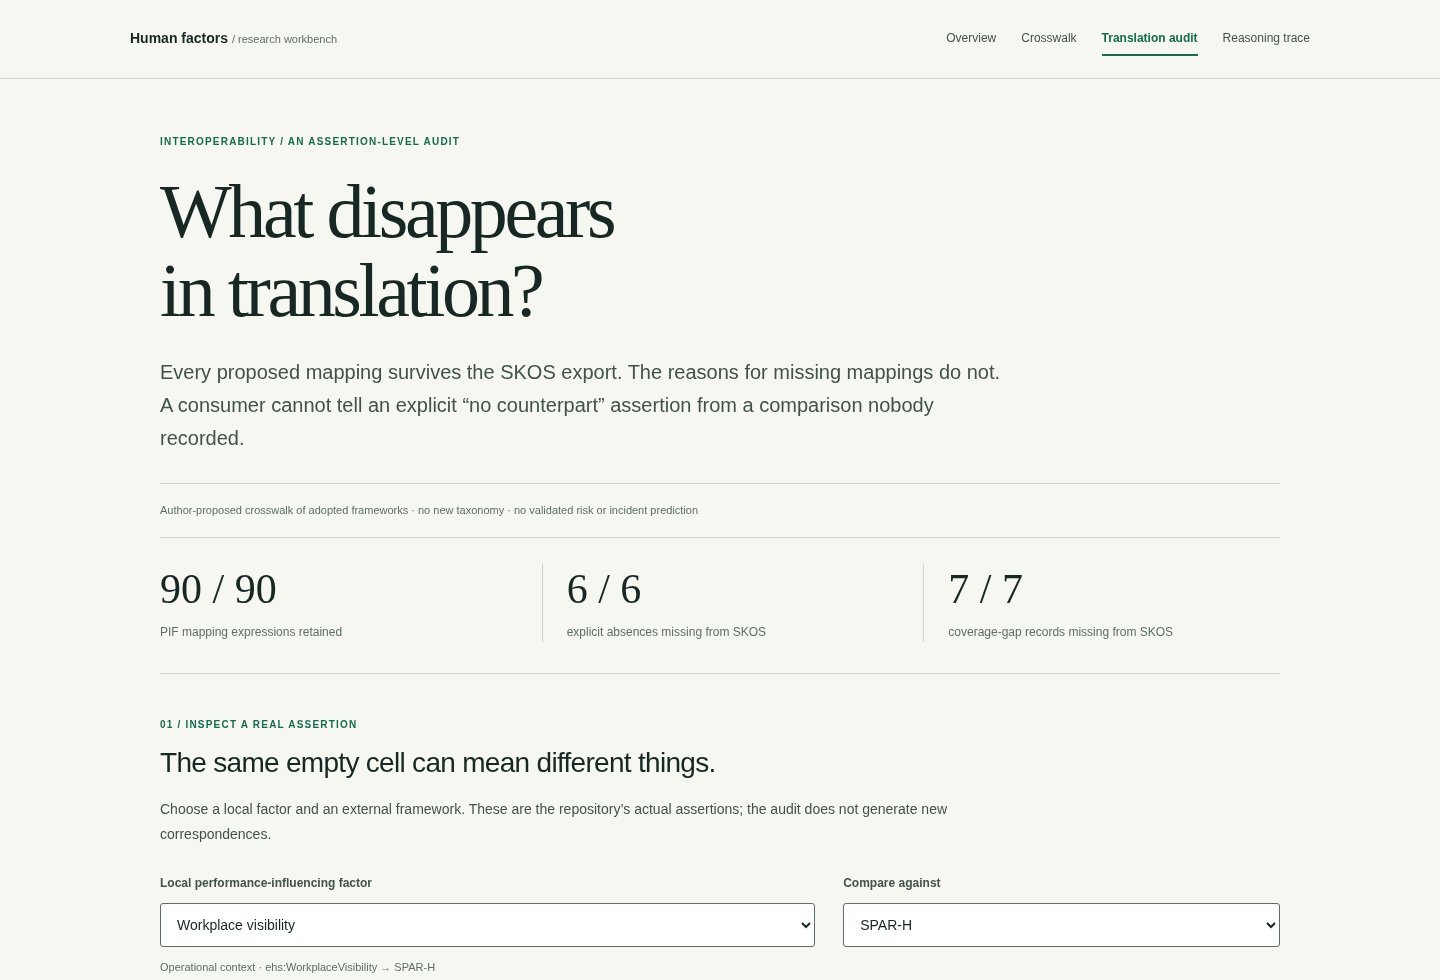 Human factors / research workbench
Overview Crosswalk Translation audit Reasoning trace
INTEROPERABILITY / AN ASSERTION-LEVEL AUDIT
What disappears
in translation?
Every proposed mapping survives the SKOS export. The reasons for missing mappings do not.
A consumer cannot tell an explicit “no counterpart” assertion from a comparison nobody
recorded.
Author-proposed crosswalk of adopted frameworks · no new taxonomy · no validated risk or incident prediction
90 / 90 6 / 6 7 / 7
PIF mapping expressions retained explicit absences missing from SKOS coverage-gap records missing from SKOS
01 / INSPECT A REAL ASSERTION
The same empty cell can mean different things.
Choose a local factor and an external framework. These are the repository’s actual assertions; the audit does not generate new
correspondences.
Local performance-influencing factor Compare against
Workplace visibility SPAR-H
Operational context · ehs:WorkplaceVisibility → SPAR-H